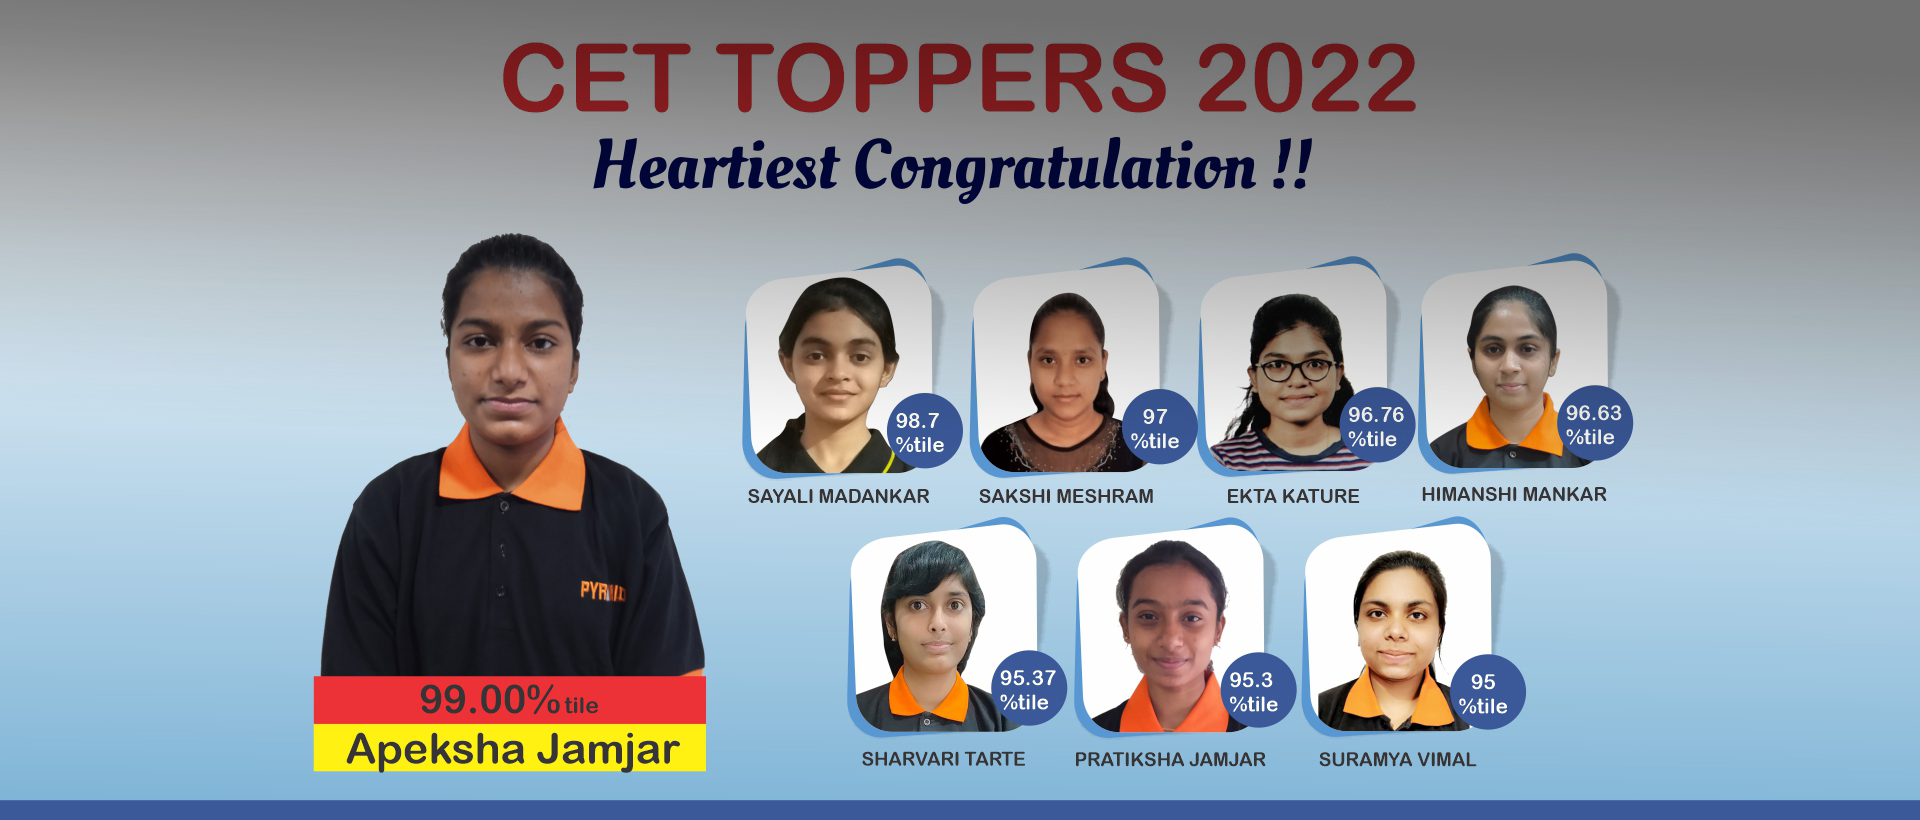 CET TOPPERS 2022
Heartiest Congratulation !!
PYRAMID
99.00%tile
Apeksha Jamjar
98.7
%tile
SAYALI MADANKAR
97
%tile
SAKSHI MESHRAM
96.76
%tile
EKTA KATURE
96.63
%tile
HIMANSHI MANKAR
95.37
%tile
SHARVARI TARTE
95.3
%tile
PRATIKSHA JAMJAR
95
%tile
SURAMYA VIMAL